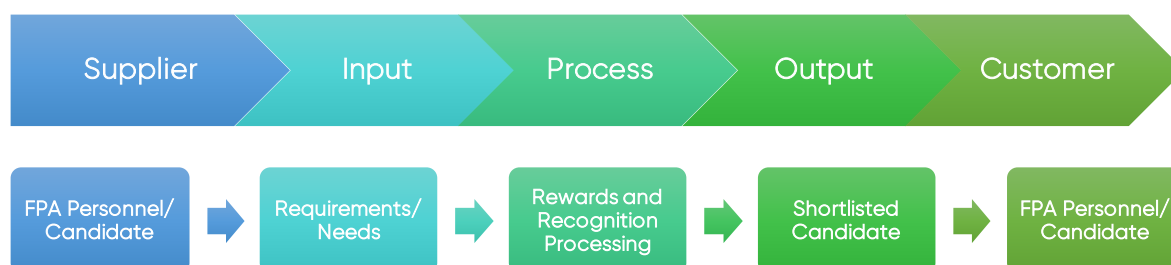 Supplier
Input
Process
Output
Customer
FPA Personnel/
Candidate
Requirements/
Needs
Rewards and
Recognition
Processing
Shortlisted
Candidate
FPA Personnel/
Candidate